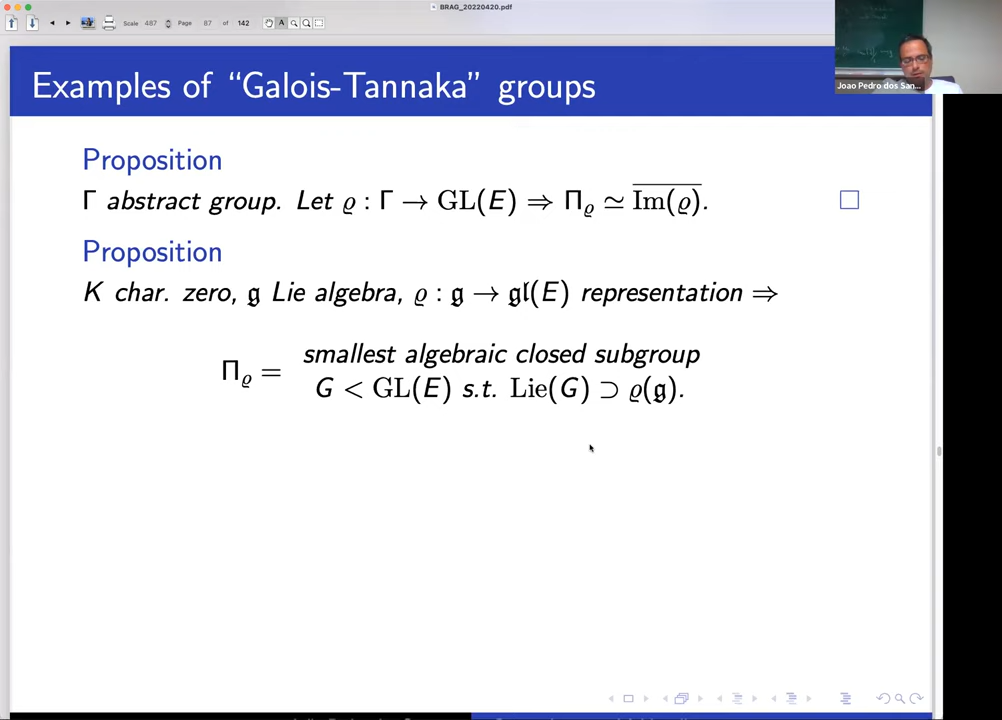 BRAG_20220420.pdf
Scale 487 Page 87 of 142
Joao Pedro dos San...
Examples of “Galois-Tannaka” groups
Proposition
Γ abstract group. Let ϱ : Γ → GL(E) ⇒ Π_ϱ ≃ \overline{Im(ϱ)}. □
Proposition
K char. zero, 𝔤 Lie algebra, ϱ : 𝔤 → 𝔤𝔩(E) representation ⇒
Π_ϱ = smallest algebraic closed subgroup
G < GL(E) s.t. Lie(G) ⊃ ϱ(𝔤).